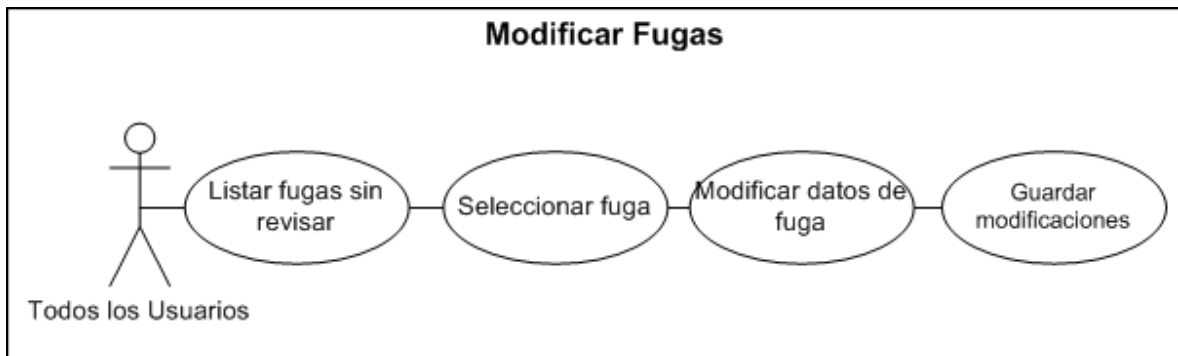 Modificar Fugas
Listar fugas sin
revisar
Seleccionar fuga
Modificar datos de
fuga
Guardar
modificaciones
Todos los Usuarios